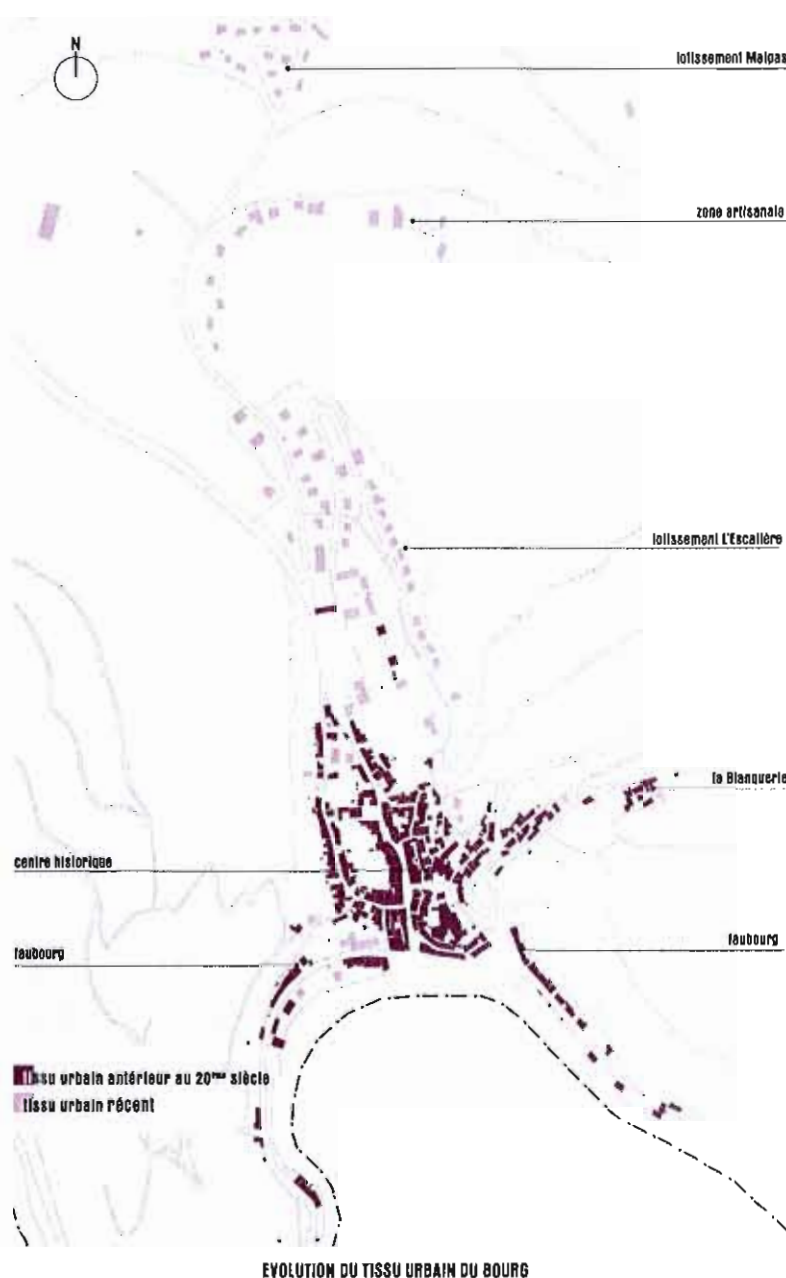 N
lotissement Malpas
zone artisanale
lotissement L'Escalière
la Blanquerie
centre historique
faubourg
faubourg
tissu urbain antérieur au 20ème siècle
tissu urbain récent
EVOLUTION DU TISSU URBAIN DU BOURG